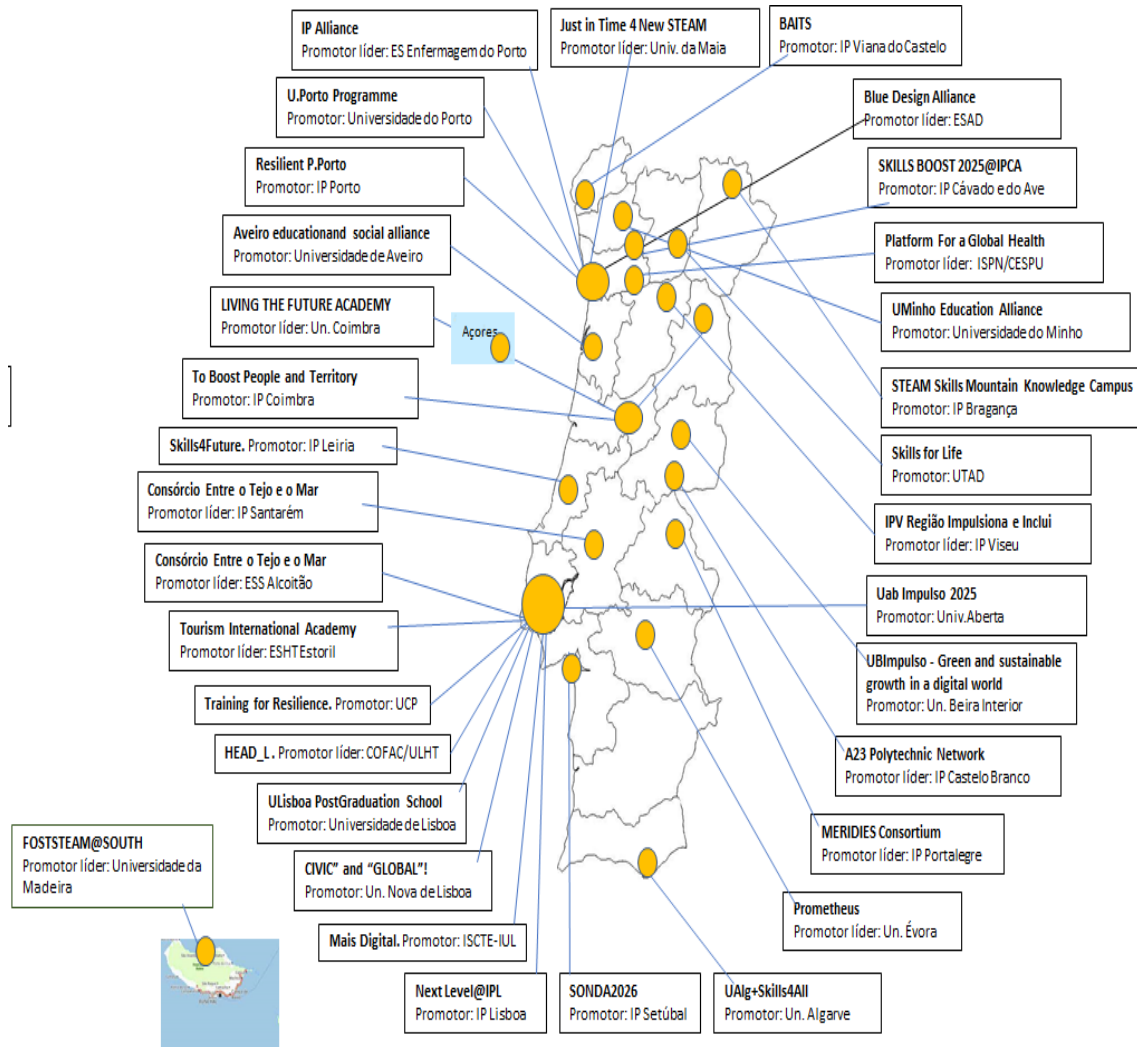 IP Alliance
Promotor líder: ES Enfermagem do Porto
Just in Time 4 New STEAM
Promotor líder: Univ. da Maia
BAITS
Promotor: IP Viana do Castelo
U.Porto Programme
Promotor: Universidade do Porto
Blue Design Alliance
Promotor líder: ESAD
Resilient P.Porto
Promotor: IP Porto
SKILLS BOOST 2025@IPCA
Promotor: IP Cávado e do Ave
Aveiro educationand social alliance
Promotor: Universidade de Aveiro
Platform For a Global Health
Promotor líder: ISPN/CESPU
LIVING THE FUTURE ACADEMY
Promotor líder: Un. Coimbra
Açores
UMinho Education Alliance
Promotor: Universidade do Minho
To Boost People and Territory
Promotor: IP Coimbra
STEAM Skills Mountain Knowledge Campus
Promotor: IP Bragança
Skills4Future. Promotor: IP Leiria
Skills for Life
Promotor: UTAD
Consórcio Entre o Tejo e o Mar
Promotor: IP Santarém
IPV Região Impulsiona e Inclui
Promotor líder: IP Viseu
Consórcio Entre o Tejo e o Mar
Promotor líder: ESS Alcoitão
Uab Impulso 2025
Promotor: Univ.Aberta
Tourism International Academy
Promotor líder: ESHTEstoril
UBImpulso - Green and sustainable
growth in a digital world
Promotor: Un. Beira Interior
Training for Resilience. Promotor: UCP
HEAD_L . Promotor líder: COFAC/ULHT
A23 Polytechnic Network
Promotor líder: IP Castelo Branco
ULisboa PostGraduation School
Promotor: Universidade de Lisboa
MERIDIES Consortium
Promotor líder: IP Portalegre
FOSTSTEAM@SOUTH
Promotor líder: Universidade da
Madeira
CIVIC” and “GLOBAL”!
Promotor: Un. Nova de Lisboa
Prometheus
Promotor líder: Un. Évora
Mais Digital. Promotor: ISCTE-IUL
Next Level@IPL
Promotor: IP Lisboa
SONDA2026
Promotor: IP Setúbal
UAlg+Skills4All
Promotor: Un. Algarve